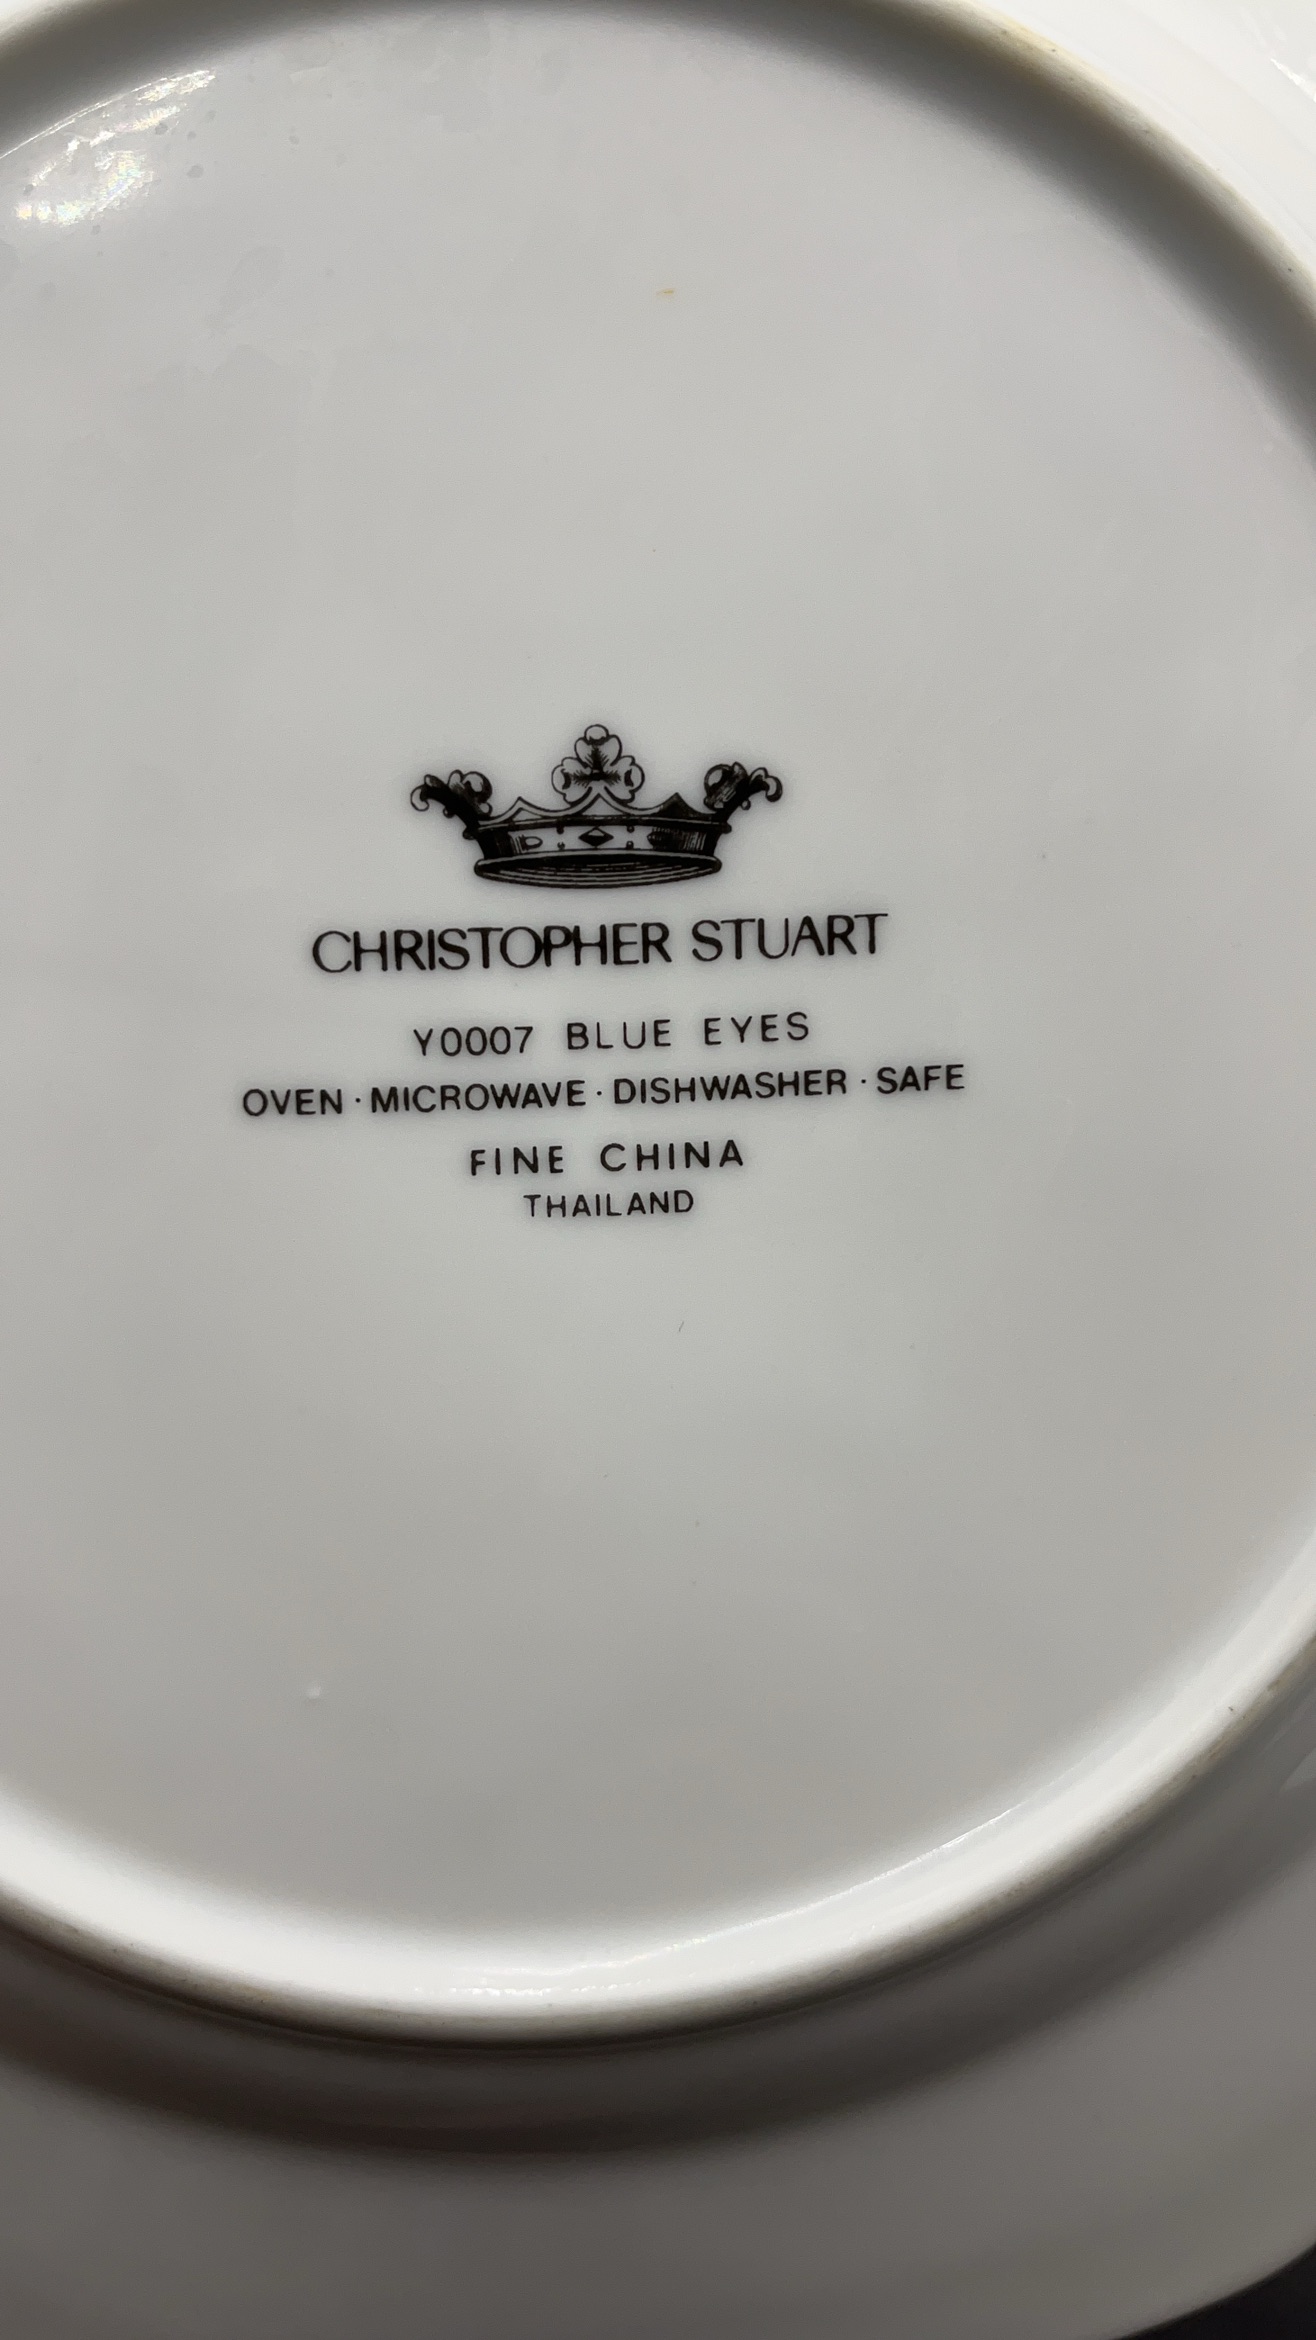 CHRISTOPHER STUART
Y0007 BLUE EYES
OVEN · MICROWAVE · DISHWASHER · SAFE
FINE CHINA
THAILAND